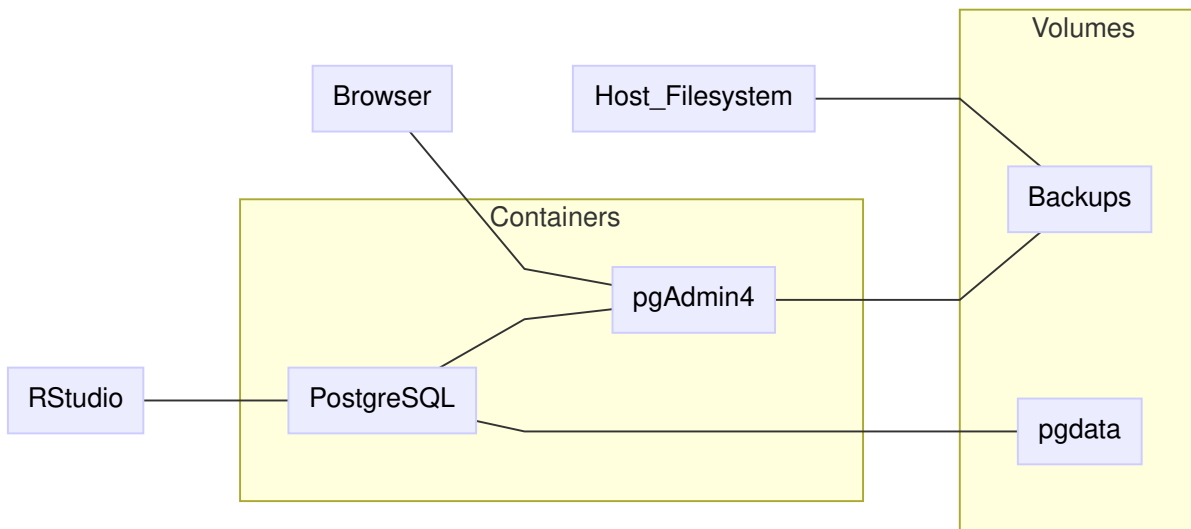 Volumes
Browser
Host_Filesystem
Backups
Containers
pgAdmin4
RStudio
PostgreSQL
pgdata